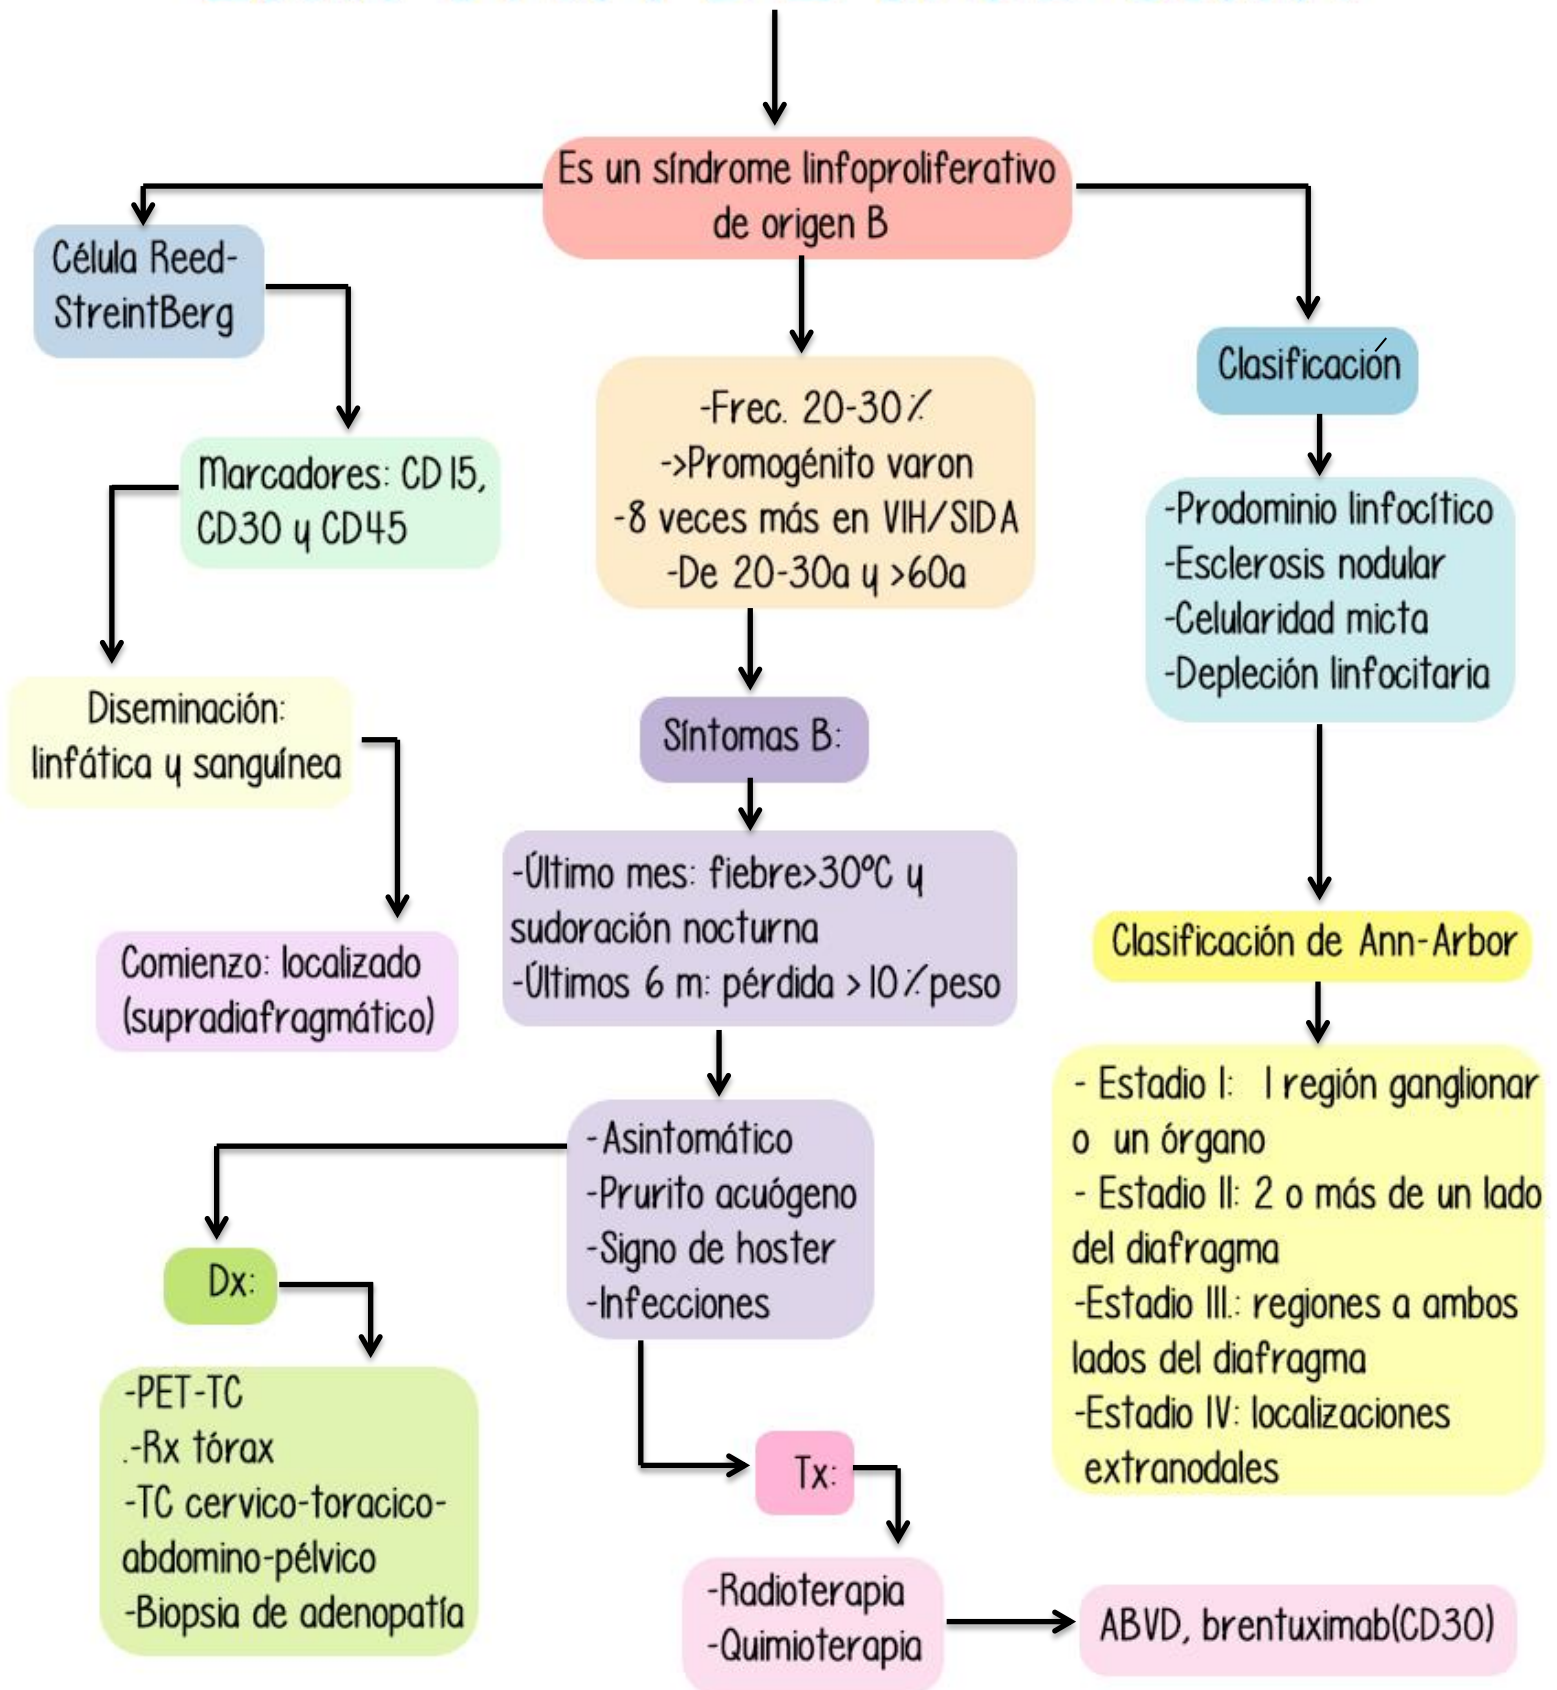 Es un síndrome linfoproliferativo
de origen B
Célula Reed-
StreintBerg
Marcadores: CD15,
CD30 y CD45
Diseminación:
linfática y sanguínea
Comienzo: localizado
(supradiafragmático)
-Frec. 20-30%
->Promogénito varon
-8 veces más en VIH/SIDA
-De 20-30a y >60a
Síntomas B:
-Último mes: fiebre>30ºC y
sudoración nocturna
-Últimos 6 m: pérdida >10% peso
-Asintomático
-Prurito acuógeno
-Signo de hoster
-Infecciones
Dx:
-PET-TC
.-Rx tórax
-TC cervico-toracico-
abdomino-pélvico
-Biopsia de adenopatía
Tx:
-Radioterapia
-Quimioterapia
ABVD, brentuximab(CD30)
Clasificación
-Prodominio linfocítico
-Esclerosis nodular
-Celularidad micta
-Depleción linfocitaria
Clasificación de Ann-Arbor
- Estadio I: 1 región ganglionar
o un órgano
- Estadio II: 2 o más de un lado
del diafragma
-Estadio III.: regiones a ambos
lados del diafragma
-Estadio IV: localizaciones
extranodales